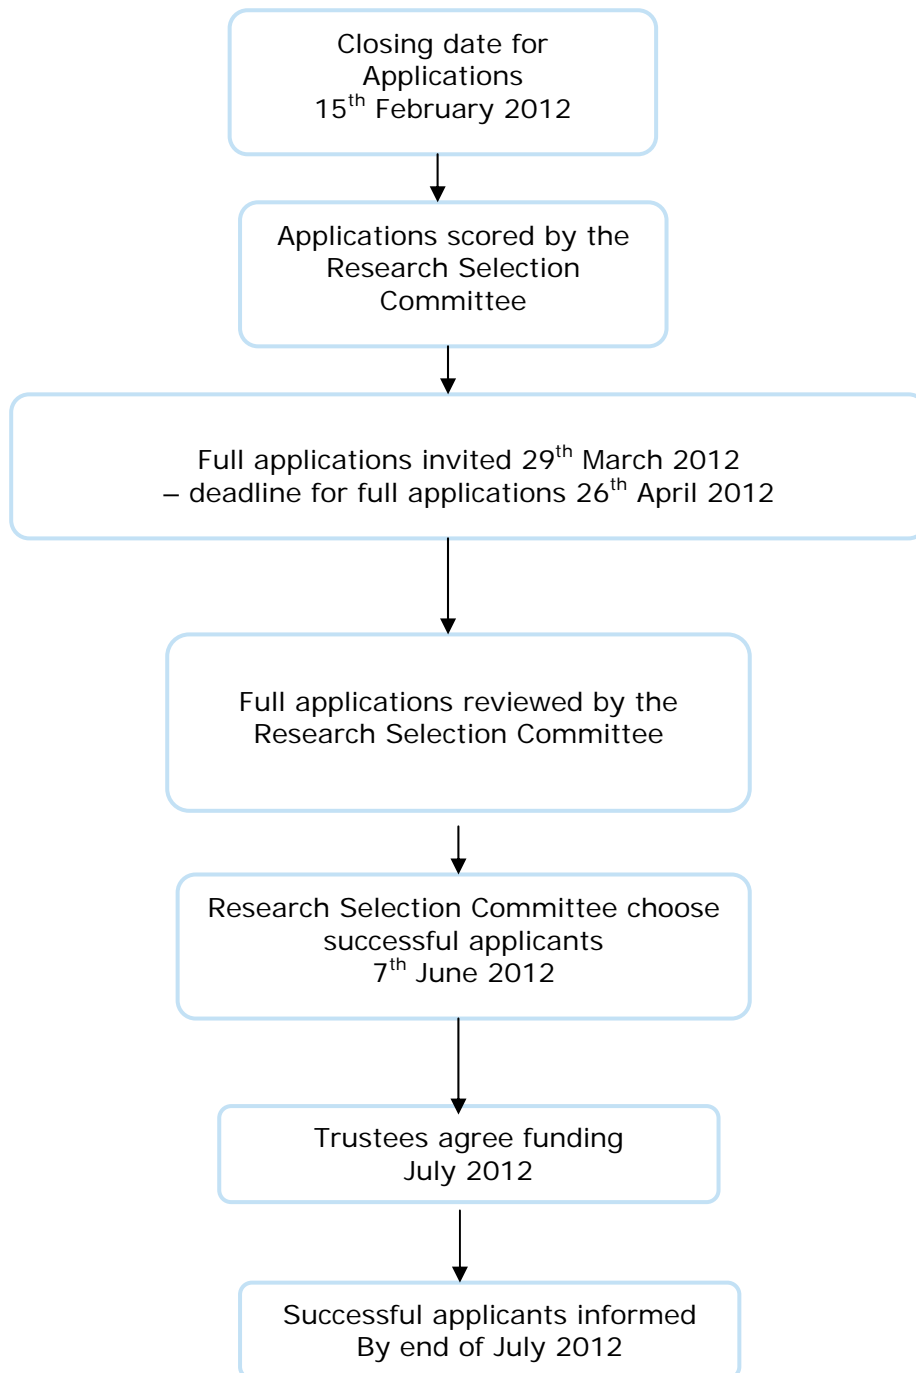 Closing date for
Applications
15th February 2012
Applications scored by the
Research Selection
Committee
Full applications invited 29th March 2012
– deadline for full applications 26th April 2012
Full applications reviewed by the
Research Selection Committee
Research Selection Committee choose
successful applicants
7th June 2012
Trustees agree funding
July 2012
Successful applicants informed
By end of July 2012